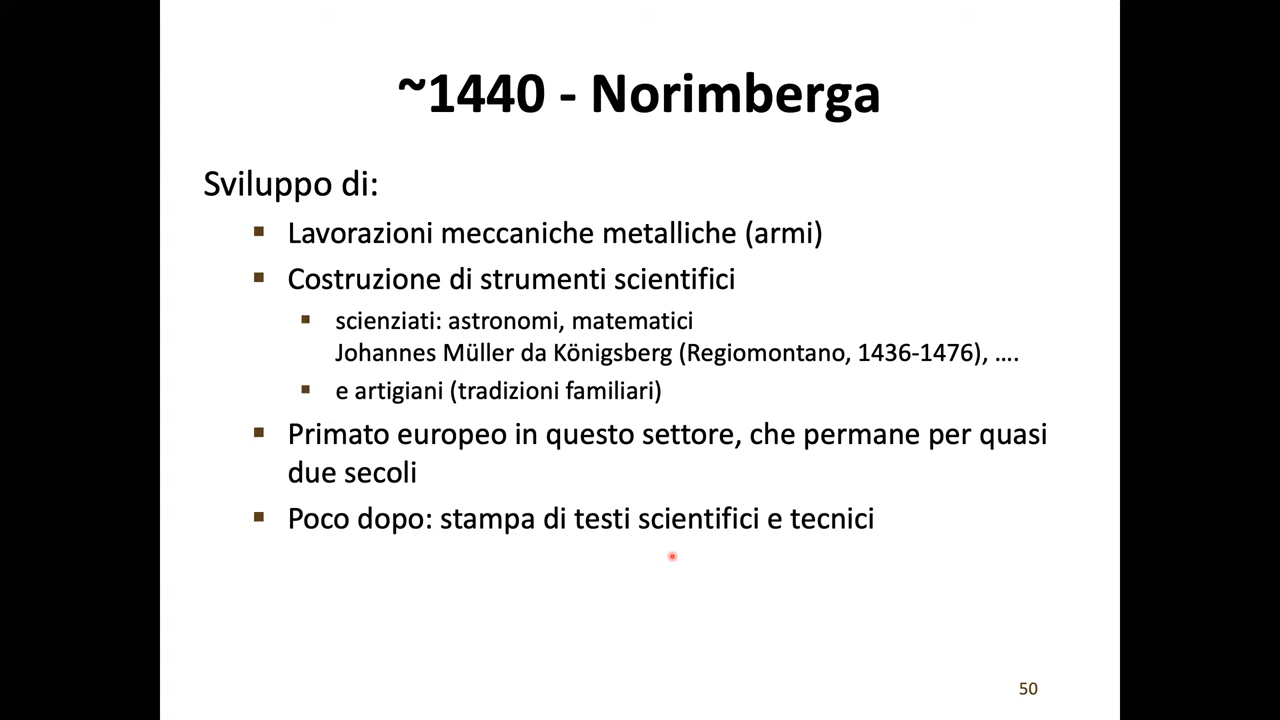 ~1440 - Norimberga
Sviluppo di:
▪ Lavorazioni meccaniche metalliche (armi)
▪ Costruzione di strumenti scientifici
▪ scienziati: astronomi, matematici
Johannes Müller da Königsberg (Regiomontano, 1436-1476), ….
▪ e artigiani (tradizioni familiari)
▪ Primato europeo in questo settore, che permane per quasi
due secoli
▪ Poco dopo: stampa di testi scientifici e tecnici
50